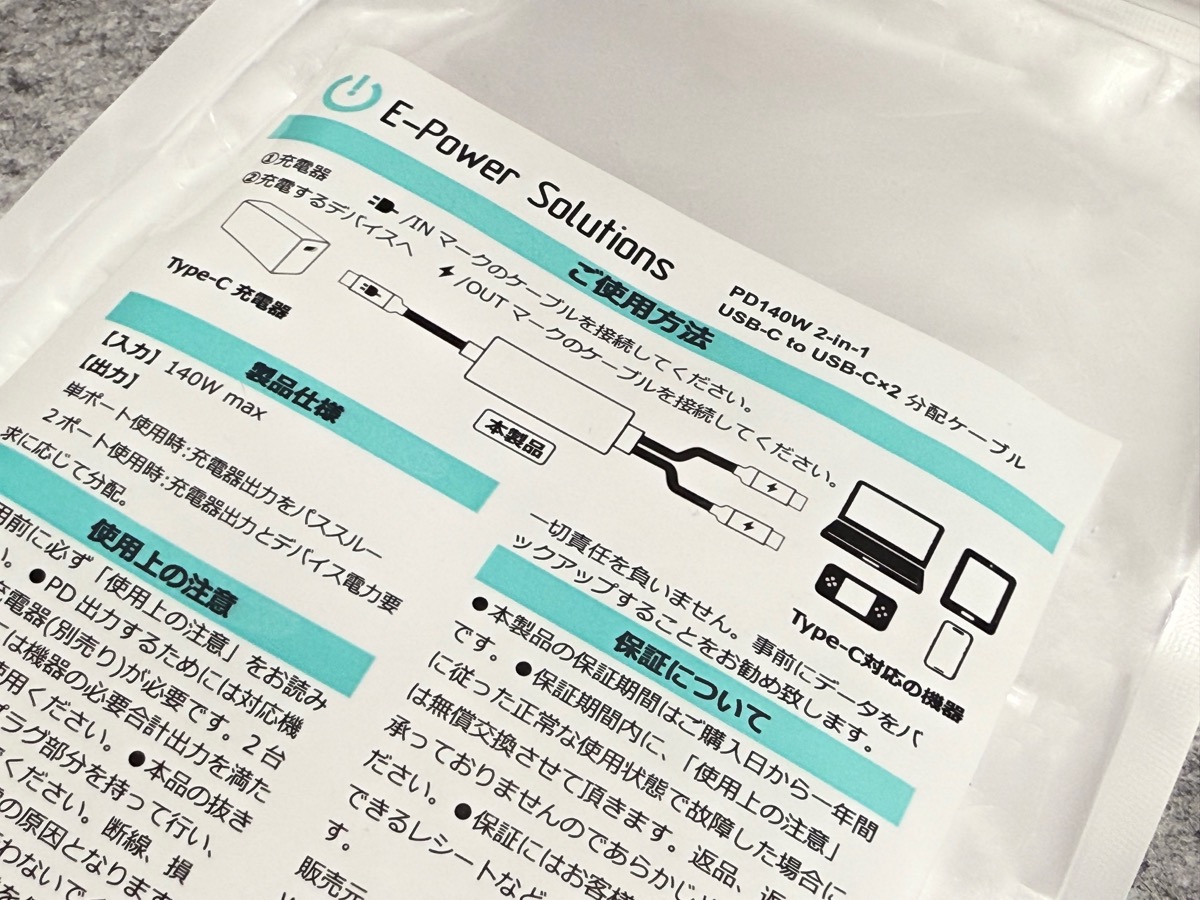 E-Power Solutions
PD140W 2-in-1
USB-C to USB-C×2 分配ケーブル
ご使用方法
①充電器 /IN マークのケーブルを接続してください。
②充電するデバイスへ /OUT マークのケーブルを接続してください。
Type-C 充電器
本製品
Type-C対応の機器
製品仕様
【入力】140W max
【出力】
単ポート使用時:充電器出力をパススルー
2ポート使用時:充電器出力とデバイス電力要
求に応じて分配。
使用上の注意
用前に必ず「使用上の注意」をお読み
い。●PD 出力するためには対応機
充電器(別売り)が必要です。2 台
は機器の必要合計出力を満た
用ください。●本品の抜き
プラグ部分を持って行い、
ください。断線、損
の原因となります
わないで
一切責任を負いません。事前にデータをバ
ックアップすることをお勧め致します。
保証について
●本製品の保証期間はご購入日から一年間
です。●保証期間内に、「使用上の注意」
に従った正常な使用状態で故障した場合に
は無償交換させて頂きます。返品、返
承っておりませんのであらかじめ
ださい。●保証にはお客様
できるレシートなど
す。
販売元